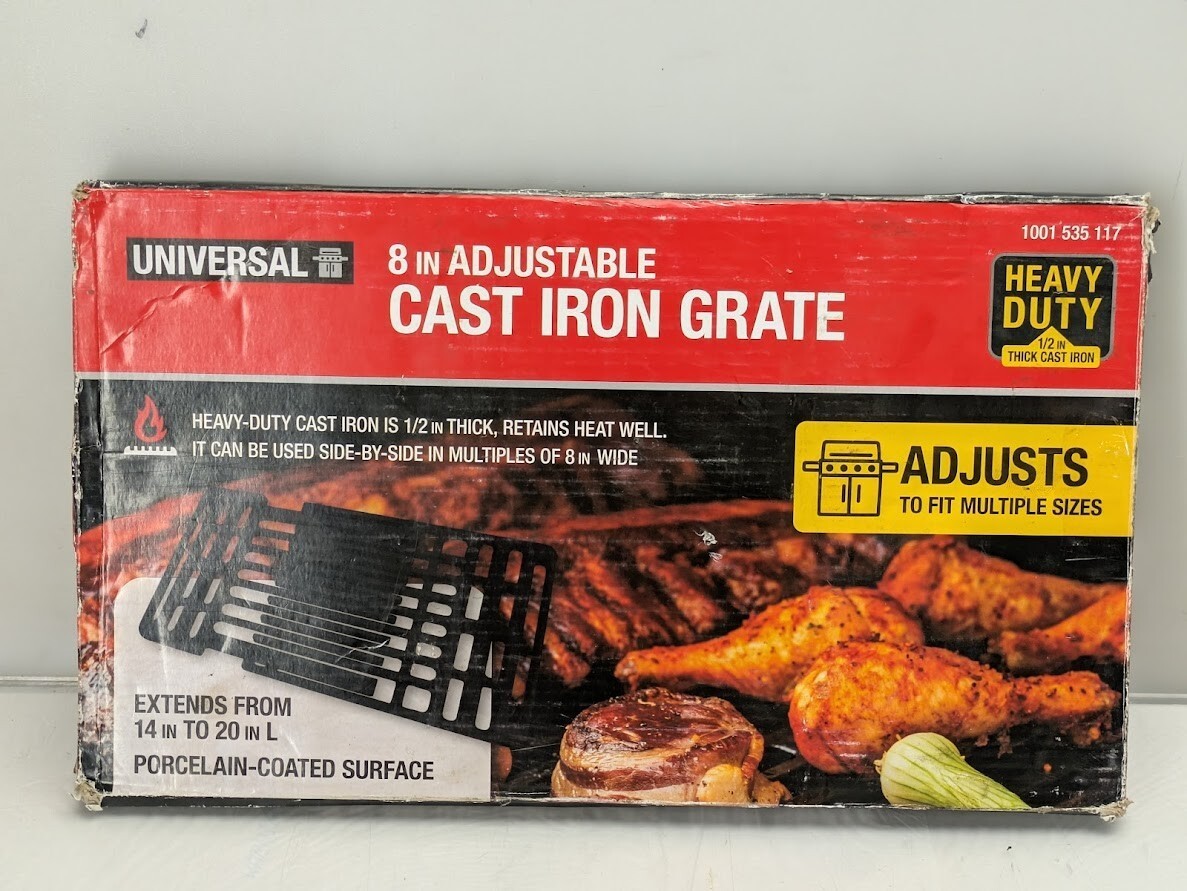 UNIVERSAL
8 IN ADJUSTABLE
CAST IRON GRATE
1001 535 117
HEAVY
DUTY
1/2 IN
THICK CAST IRON
HEAVY-DUTY CAST IRON IS 1/2 IN THICK, RETAINS HEAT WELL.
IT CAN BE USED SIDE-BY-SIDE IN MULTIPLES OF 8 IN WIDE
ADJUSTS
TO FIT MULTIPLE SIZES
EXTENDS FROM
14 IN TO 20 IN L
PORCELAIN-COATED SURFACE